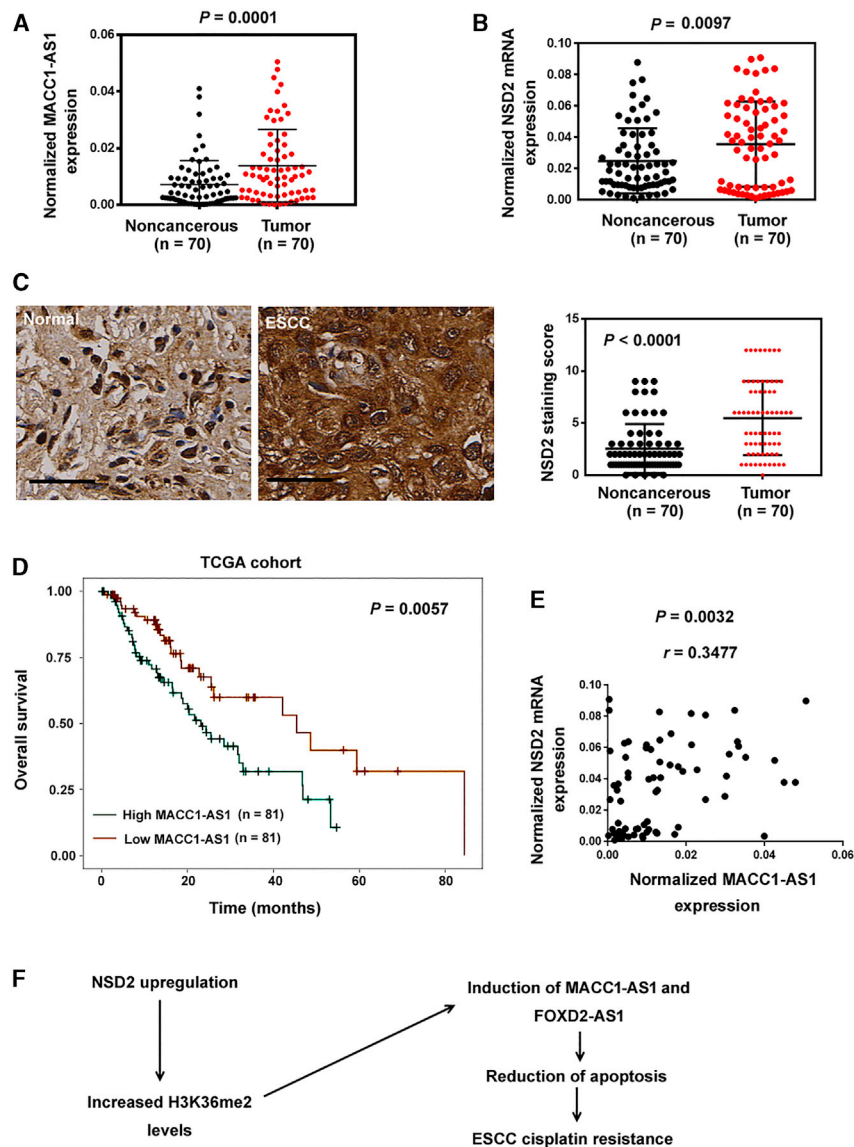 A
P = 0.0001
Normalized MACC1-AS1
expression
0.06
0.04
0.02
0.00
Noncancerous
(n = 70)
Tumor
(n = 70)
B
P = 0.0097
Normalized NSD2 mRNA
expression
0.10
0.08
0.06
0.04
0.02
0.00
Noncancerous
(n = 70)
Tumor
(n = 70)
C
Normal
ESCC
P < 0.0001
NSD2 staining score
15
10
5
0
Noncancerous
(n = 70)
Tumor
(n = 70)
D
TCGA cohort
P = 0.0057
Overall survival
1.00
0.75
0.50
0.25
0.00
High MACC1-AS1 (n = 81)
Low MACC1-AS1 (n = 81)
0 20 40 60 80
Time (months)
E
P = 0.0032
r = 0.3477
Normalized NSD2 mRNA
expression
0.10
0.08
0.06
0.04
0.02
0.00
0.00 0.02 0.04 0.06
Normalized MACC1-AS1
expression
F
NSD2 upregulation
Increased H3K36me2
levels
Induction of MACC1-AS1 and
FOXD2-AS1
Reduction of apoptosis
ESCC cisplatin resistance